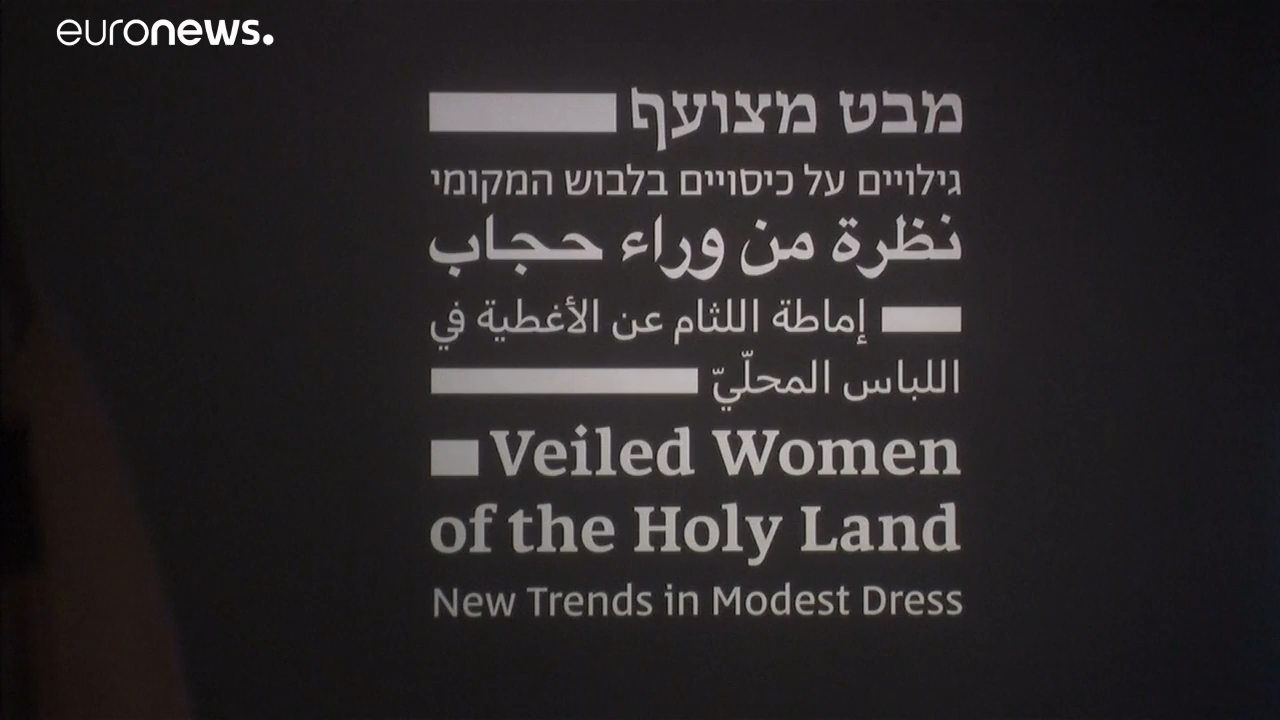 euronews.
מבט מצועף
גילויים על כיסויים בלבוש המקומי
نظرة من وراء حجاب
إماطة اللثام عن الأغطية في
اللباس المحلّيّ
Veiled Women
of the Holy Land
New Trends in Modest Dress